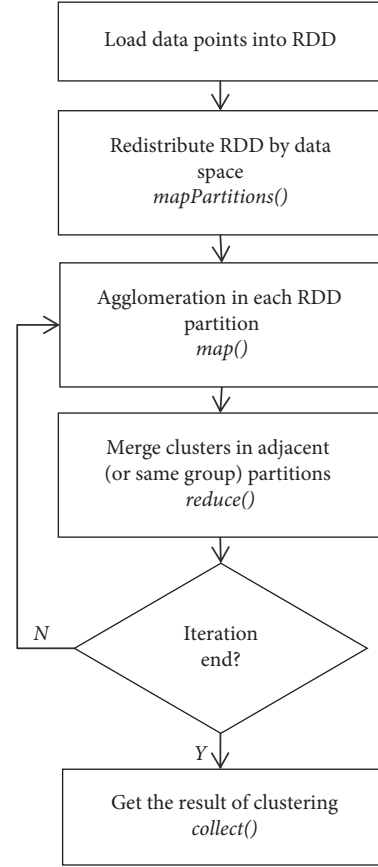 Load data points into RDD
Redistribute RDD by data
space
mapPartitions()
Agglomeration in each RDD
partition
map()
Merge clusters in adjacent
(or same group) partitions
reduce()
N
Iteration
end?
Y
Get the result of clustering
collect()